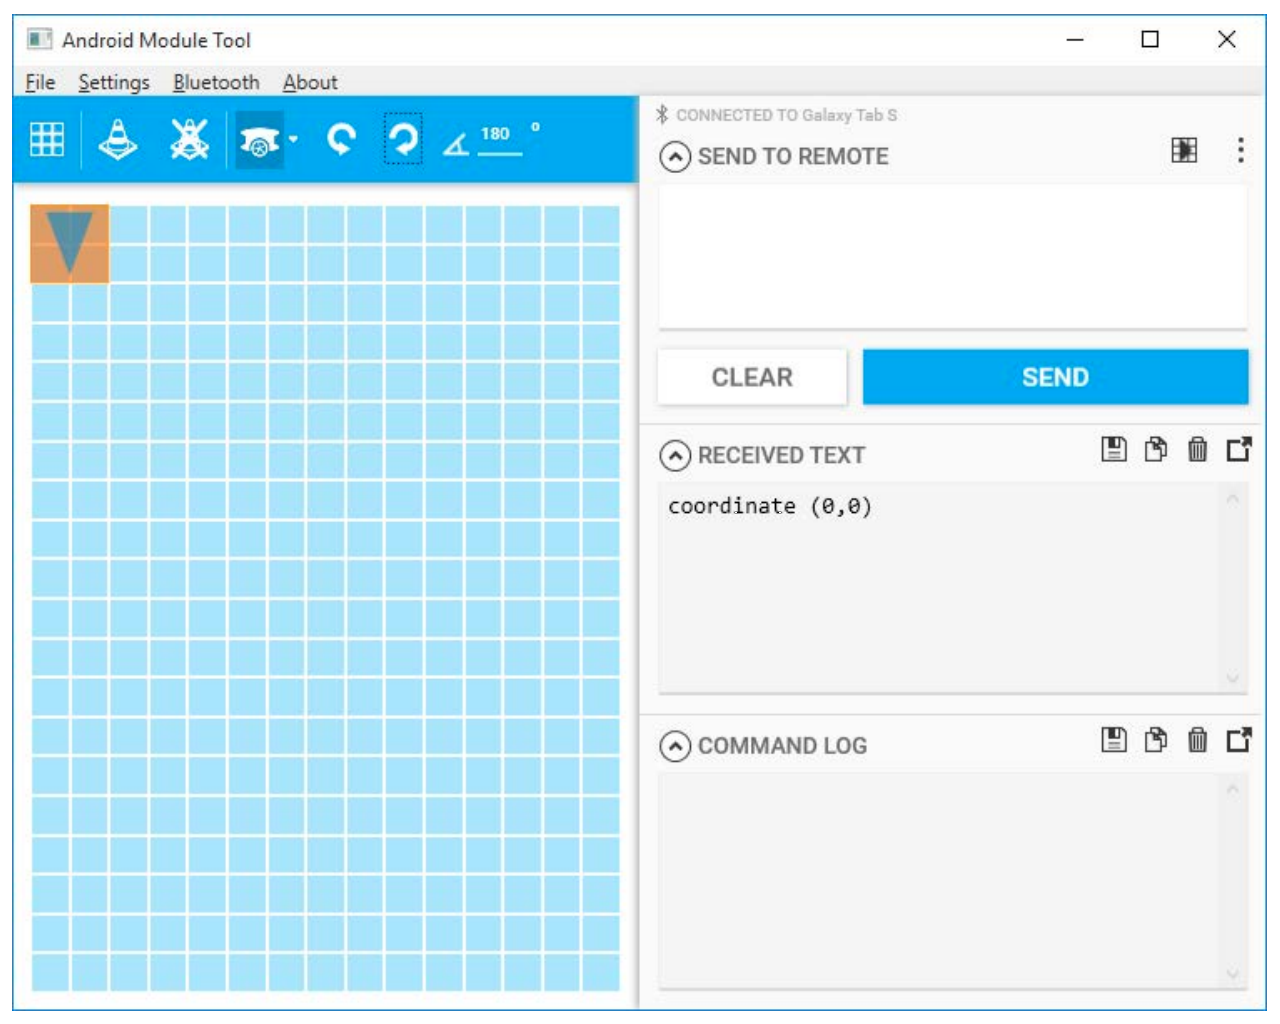 Android Module Tool
File Settings Bluetooth About
180 °
CONNECTED TO Galaxy Tab S
SEND TO REMOTE
CLEAR
SEND
RECEIVED TEXT
coordinate (0,0)
COMMAND LOG